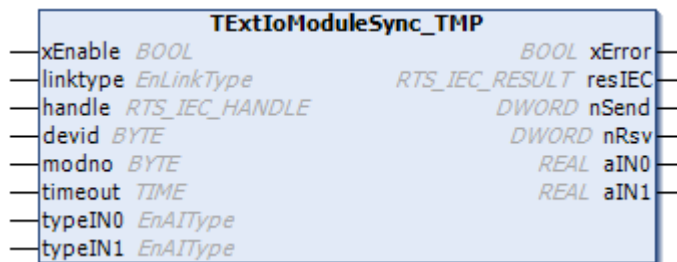 TExtIoModuleSync_TMP
xEnable BOOL BOOL xError
linktype EnLinkType RTS_IEC_RESULT resIEC
handle RTS_IEC_HANDLE DWORD nSend
devid BYTE DWORD nRsv
modno BYTE REAL aIN0
timeout TIME REAL aIN1
typeIN0 EnAIType
typeIN1 EnAIType